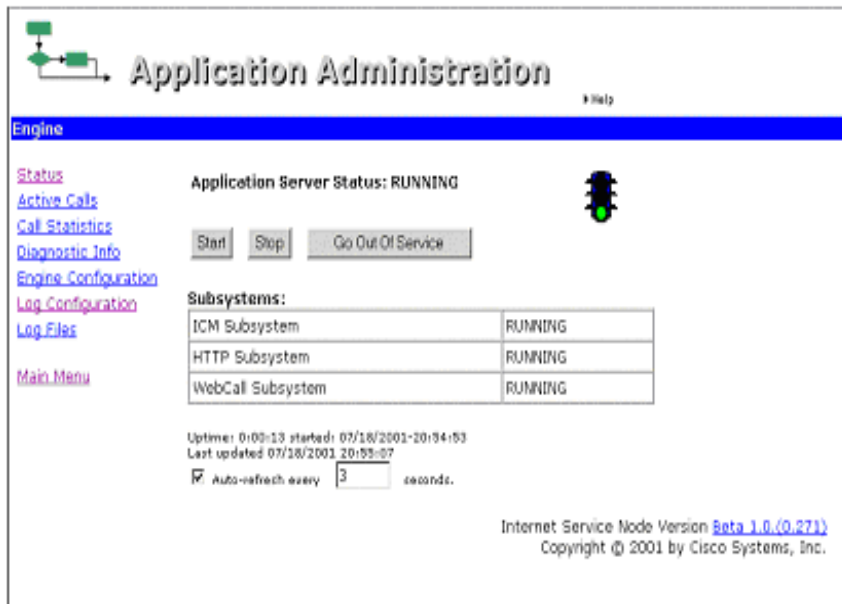 Application Administration
Help
Engine
Status
Active Calls
Call Statistics
Diagnostic Info
Engine Configuration
Log Configuration
Log Files
Main Menu
Application Server Status: RUNNING
Start Stop Go Out Of Service
Subsystems:
ICM Subsystem RUNNING
HTTP Subsystem RUNNING
WebCall Subsystem RUNNING
Uptime: 0:00:13 started: 07/18/2001-20:54:53
Last updated 07/18/2001 20:55:07
Auto-refresh every 3 seconds.
Internet Service Node Version Beta 1.0.(0.271)
Copyright © 2001 by Cisco Systems, Inc.